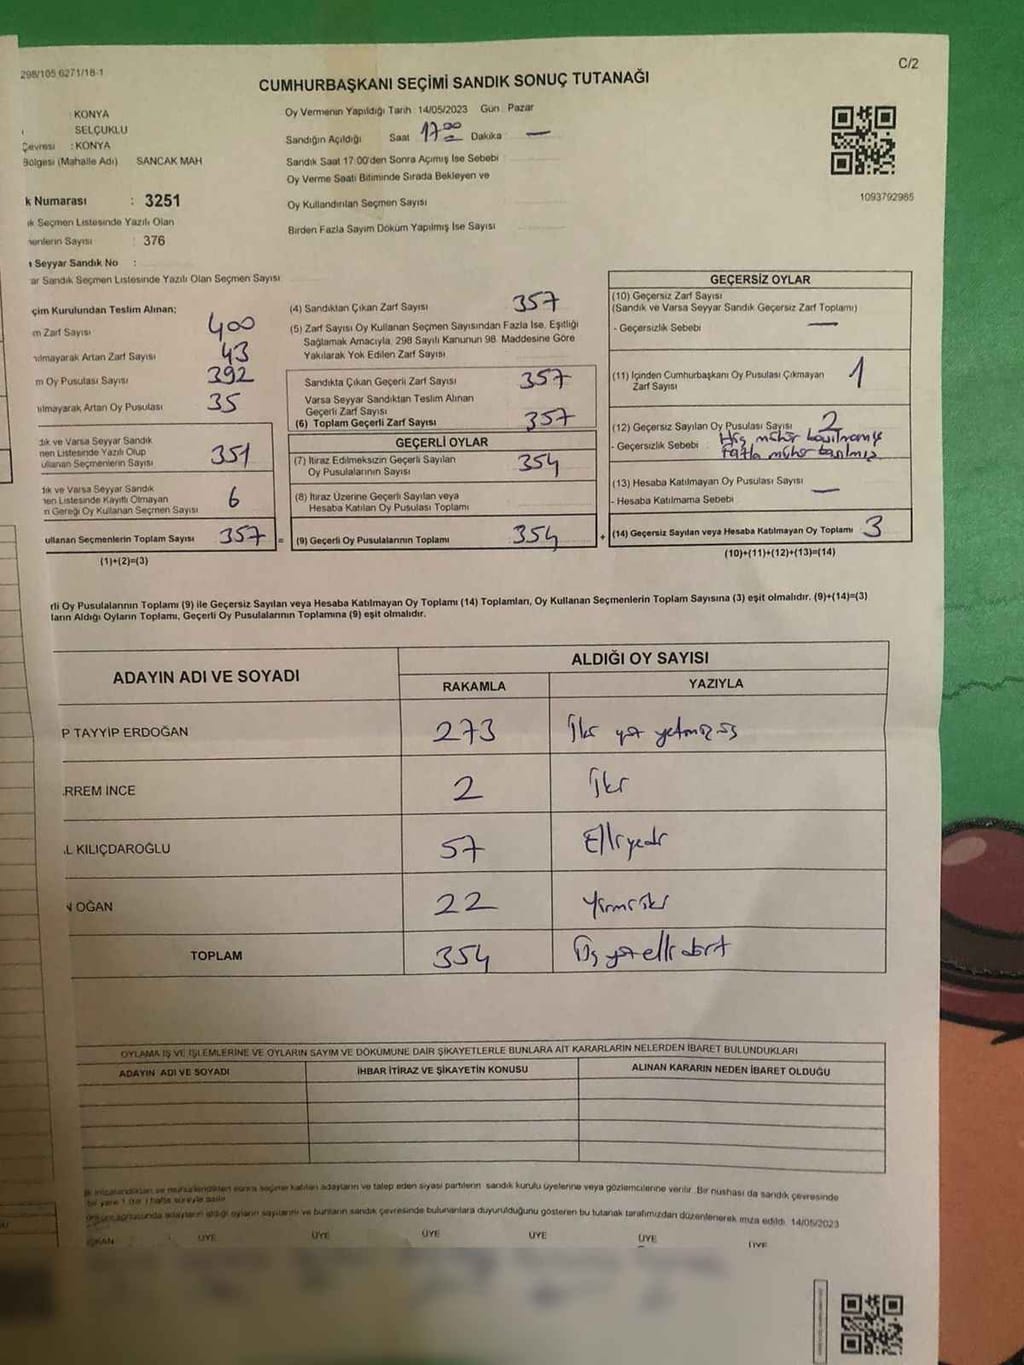 298/105 6271/18-1
C/2
CUMHURBAŞKANI SEÇİMİ SANDIK SONUÇ TUTANAĞI
: KONYA
SELÇUKLU
Çevresi : KONYA
Bölgesi (Mahalle Adı) SANCAK MAH
k Numarası : 3251
ık Seçmen Listesinde Yazılı Olan
menlerin Sayısı : 376
ı Seyyar Sandık No :
ar Sandık Seçmen Listesinde Yazılı Olan Seçmen Sayısı
Oy Vermenin Yapıldığı Tarih 14/05/2023 Gün Pazar
Sandığın Açıldığı Saat 17.00 Dakika —
Sandık Saat 17:00'den Sonra Açılmış İse Sebebi
Oy Verme Saati Bitiminde Sırada Bekleyen ve
Oy Kullandırılan Seçmen Sayısı
Birden Fazla Sayım Döküm Yapılmış İse Sayısı
1093792985
çim Kurulundan Teslim Alınan;
m Zarf Sayısı 400
ılmayarak Artan Zarf Sayısı 43
m Oy Pusulası Sayısı 392
ılmayarak Artan Oy Pusulası 35
dık ve Varsa Seyyar Sandık
nen Listesinde Yazılı Olup
ullanan Seçmenlerin Sayısı 351
dık ve Varsa Seyyar Sandık
nen Listesinde Kayıtlı Olmayan
n Gereği Oy Kullanan Seçmen Sayısı 6
ullanan Seçmenlerin Toplam Sayısı 357 =
(1)+(2)=(3)
(4) Sandıktan Çıkan Zarf Sayısı 357
(5) Zarf Sayısı Oy Kullanan Seçmen Sayısından Fazla İse, Eşitliği
Sağlamak Amacıyla, 298 Sayılı Kanunun 98. Maddesine Göre
Yakılarak Yok Edilen Zarf Sayısı
Sandıkta Çıkan Geçerli Zarf Sayısı 357
Varsa Seyyar Sandıktan Teslim Alınan
Geçerli Zarf Sayısı
(6) Toplam Geçerli Zarf Sayısı 357
GEÇERLİ OYLAR
(7) İtiraz Edilmeksizin Geçerli Sayılan
Oy Pusulalarının Sayısı 354
(8) İtiraz Üzerine Geçerli Sayılan veya
Hesaba Katılan Oy Pusulası Toplamı
(9) Geçerli Oy Pusulalarının Toplamı 354 +
GEÇERSİZ OYLAR
(10) Geçersiz Zarf Sayısı
(Sandık ve Varsa Seyyar Sandık Geçersiz Zarf Toplamı)
- Geçersizlik Sebebi —
(11) İçinden Cumhurbaşkanı Oy Pusulası Çıkmayan
Zarf Sayısı 1
(12) Geçersiz Sayılan Oy Pusulası Sayısı 2
- Geçersizlik Sebebi : Hiç mühür basılmamış
Fazla mühür basılmış
(13) Hesaba Katılmayan Oy Pusulası Sayısı
- Hesaba Katılmama Sebebi —
(14) Geçersiz Sayılan veya Hesaba Katılmayan Oy Toplamı 3
(10)+(11)+(12)+(13)=(14)
rli Oy Pusulalarının Toplamı (9) ile Geçersiz Sayılan veya Hesaba Katılmayan Oy Toplamı (14) Toplamları, Oy Kullanan Seçmenlerin Toplam Sayısına (3) eşit olmalıdır. (9)+(14)=(3)
ların Aldığı Oyların Toplamı, Geçerli Oy Pusulalarının Toplamına (9) eşit olmalıdır.
ADAYIN ADI VE SOYADI
ALDIĞI OY SAYISI
RAKAMLA YAZIYLA
P TAYYİP ERDOĞAN 273 İki yüz yetmiş üç
RREM İNCE 2 İki
L KILIÇDAROĞLU 57 Elli yedi
OĞAN 22 Yirmi iki
TOPLAM 354 Üç yüz elli dört
OYLAMA İŞ VE İŞLEMLERİNE VE OYLARIN SAYIM VE DÖKÜMÜNE DAİR ŞİKAYETLERLE BUNLARA AİT KARARLARIN NELERDEN İBARET BULUNDUKLARI
ADAYIN ADI VE SOYADI İHBAR İTİRAZ VE ŞİKAYETİN KONUSU ALINAN KARARIN NEDEN İBARET OLDUĞU
imzalandıktan ve mühürlendikten sonra seçime katılan adayların ve talep eden siyasi partilerin sandık kurulu üyelerine veya gözlemcilerine verilir. Bir nushası da sandık çevresinde
bir yere 1 (bir) hafta süreyle asılır
adayların aldığı oyların sayılarını ve bunların sandık çevresinde bulunanlara duyurulduğunu gösteren bu tutanak tarafımızdan düzenlenerek imza edildi. 14/05/2023
AŞKAN ÜYE ÜYE ÜYE ÜYE ÜYE ÜYE